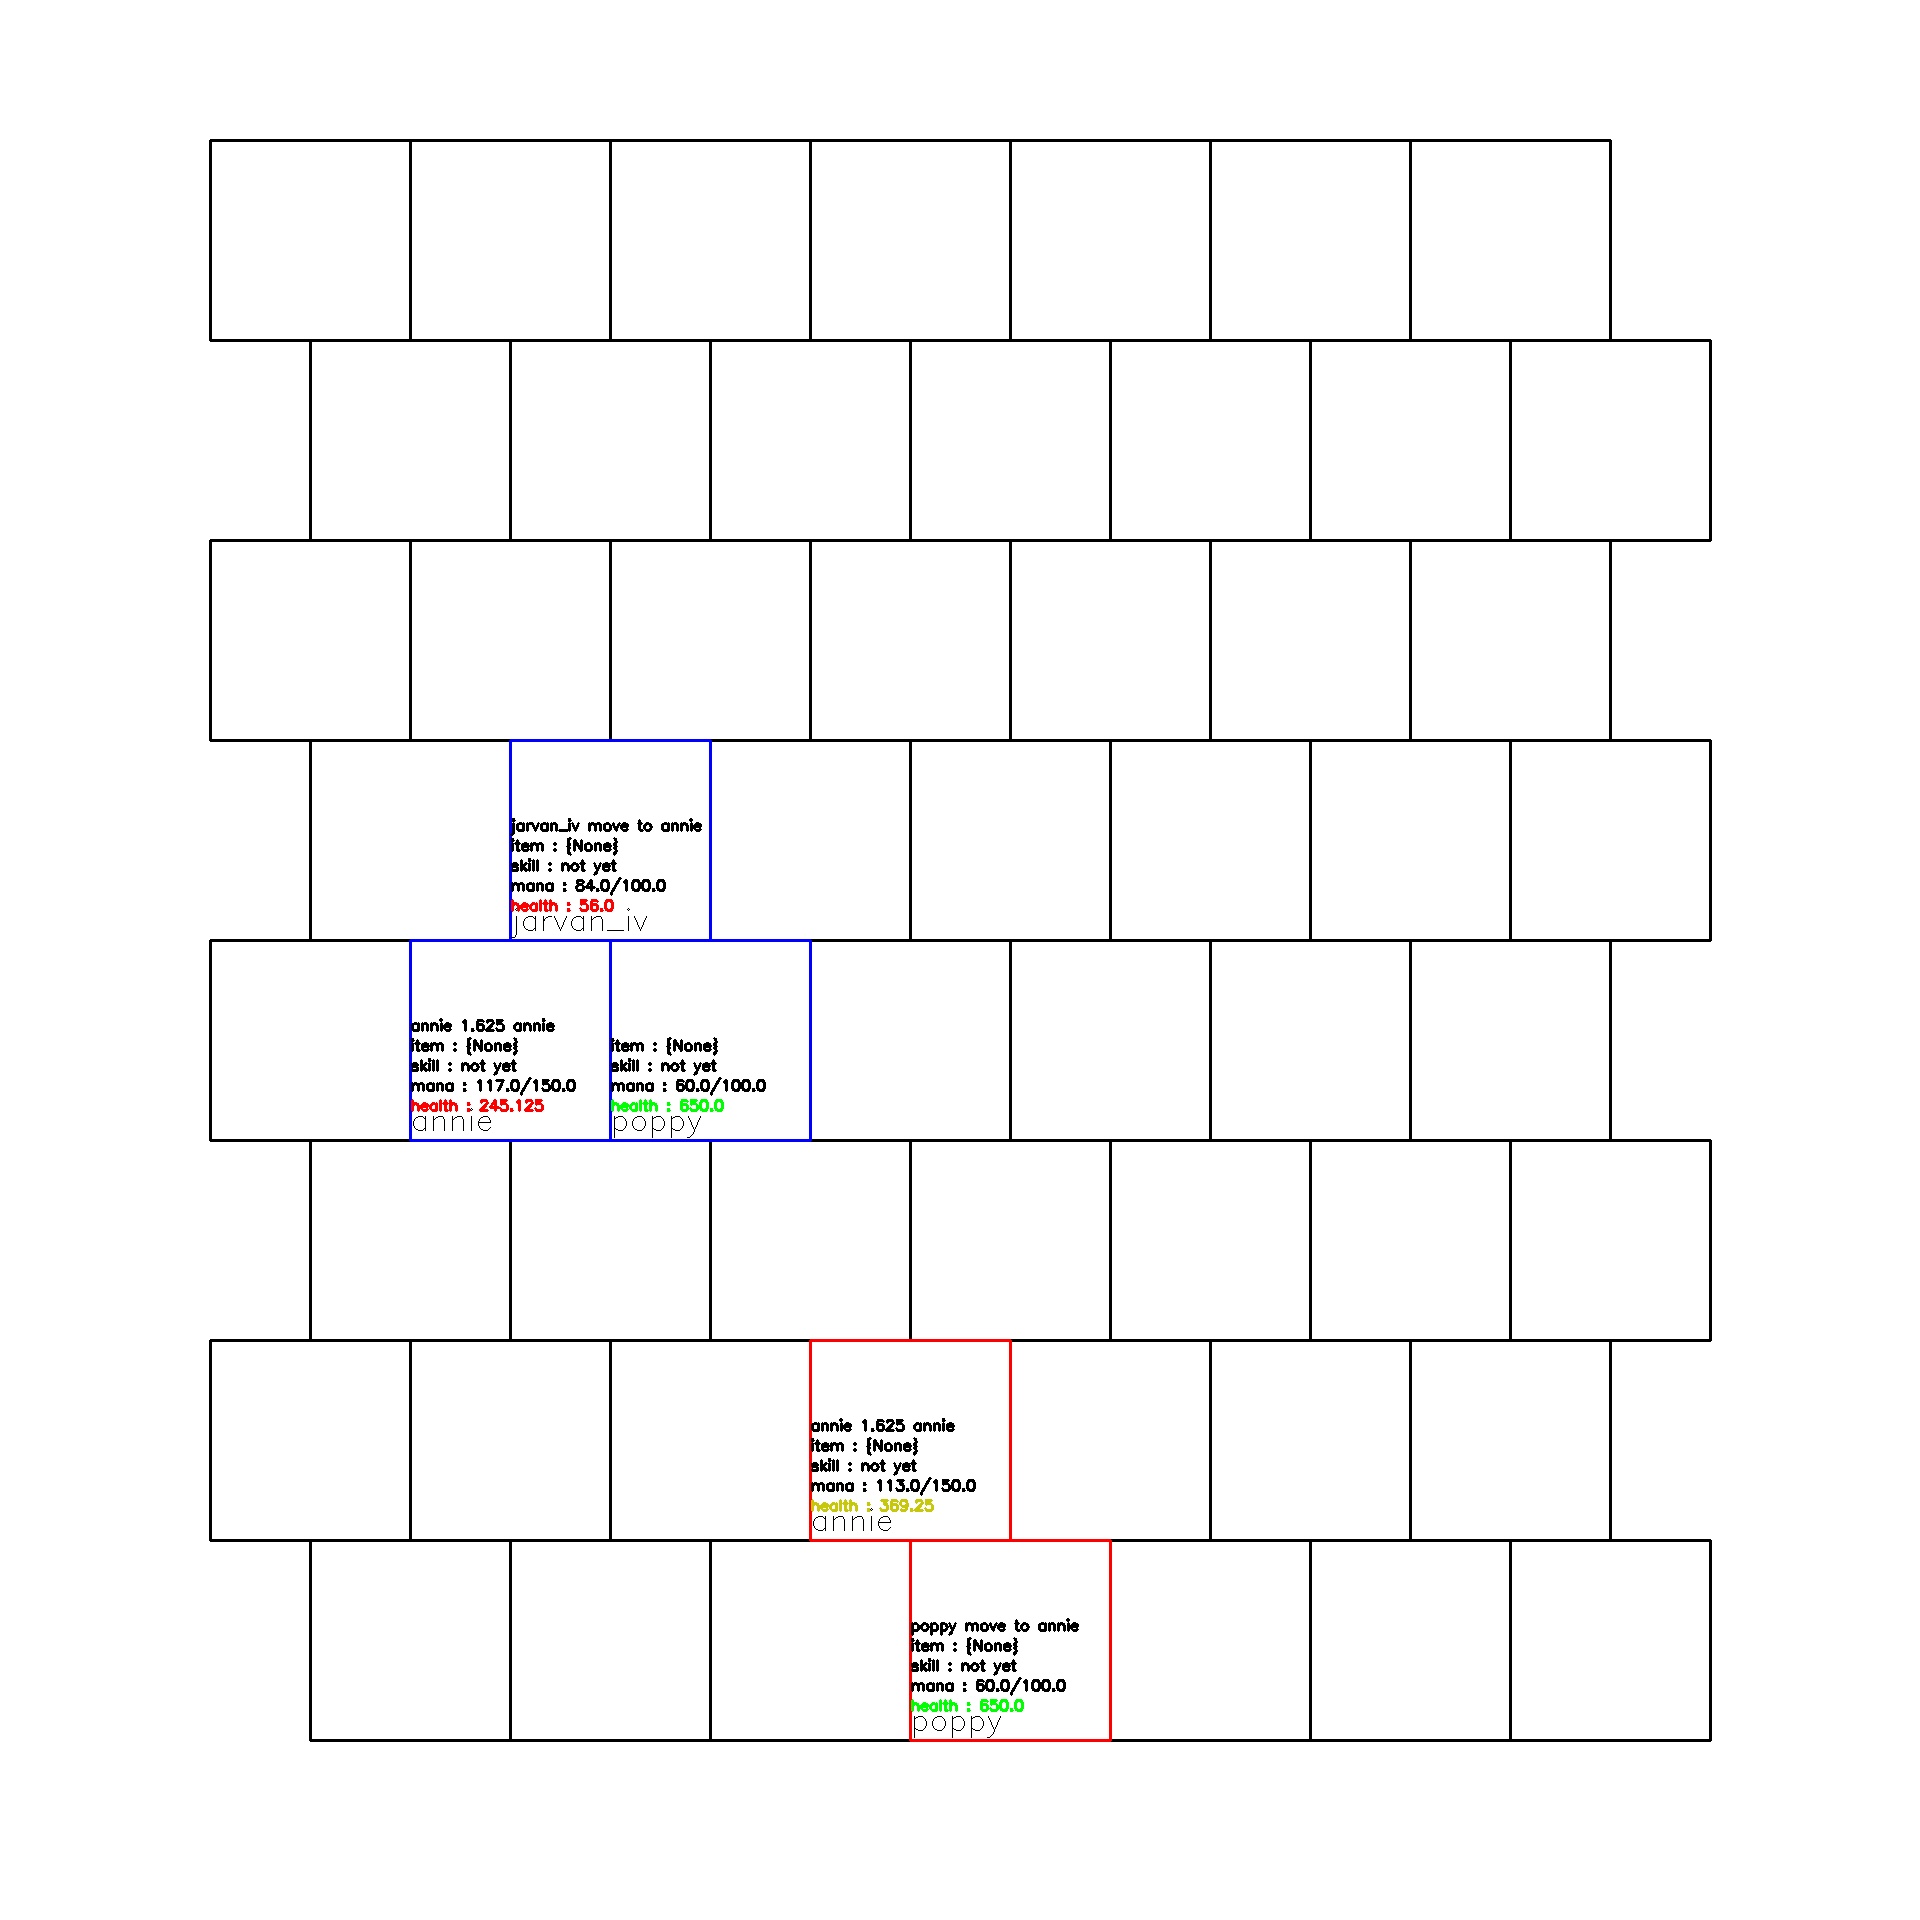 jarvan_iv move to annie
item : {None}
skill : not yet
mana : 84.0/100.0
health : 56.0
jarvan_iv
annie 1.625 annie
item : {None}
skill : not yet
mana : 117.0/150.0
health : 245.125
annie
item : {None}
skill : not yet
mana : 60.0/100.0
health : 650.0
poppy
annie 1.625 annie
item : {None}
skill : not yet
mana : 113.0/150.0
health : 369.25
annie
poppy move to annie
item : {None}
skill : not yet
mana : 60.0/100.0
health : 650.0
poppy